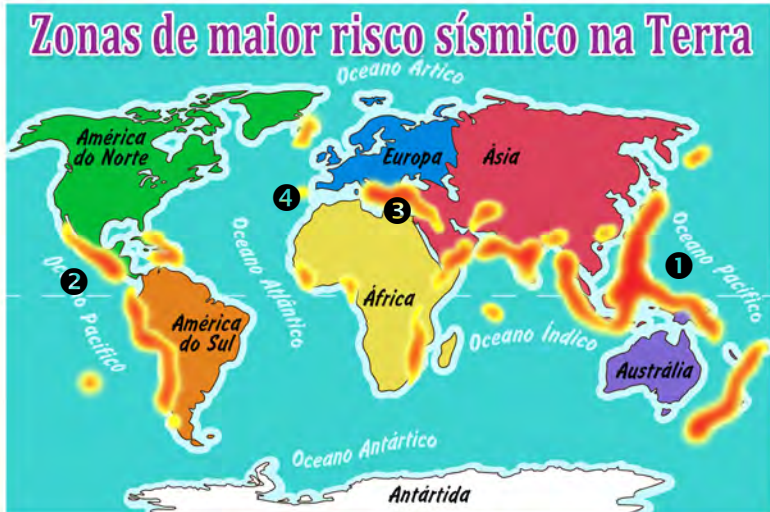 Zonas de maior risco sísmico na Terra
Oceano Ártico
América
do Norte
Europa
Ásia
4
3
Oceano Atlântico
Oceano Pacífico
1
2
Oceano Pacífico
África
América
do Sul
Oceano Índico
Austrália
Oceano Antártico
Antártida